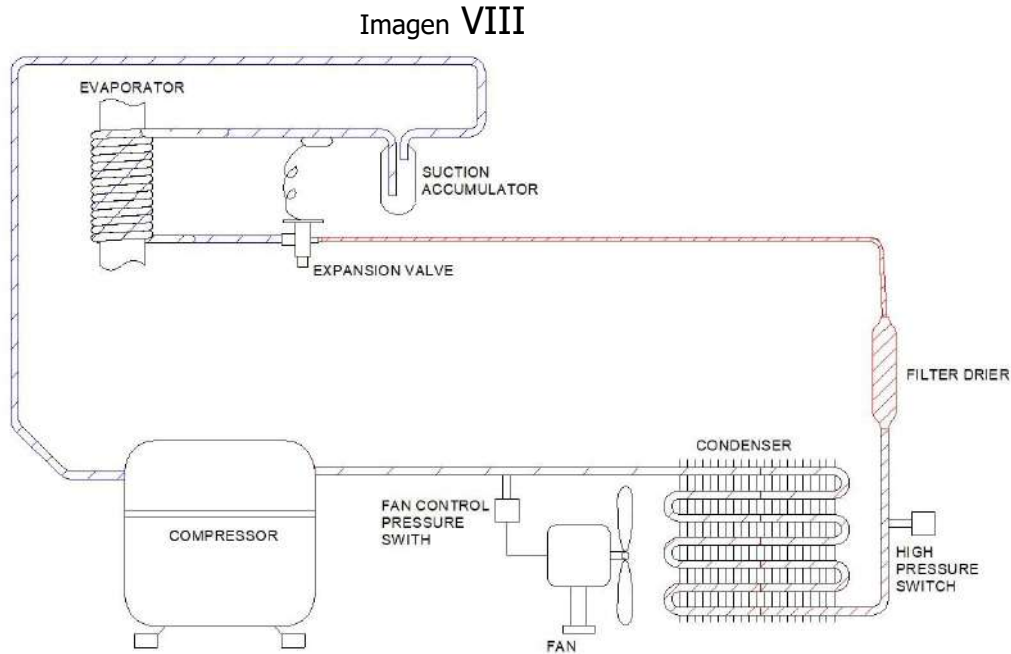 Imagen VIII
EVAPORATOR
SUCTION
ACCUMULATOR
EXPANSION VALVE
FILTER DRIER
CONDENSER
FAN CONTROL
PRESSURE
SWITH
COMPRESSOR
HIGH
PRESSURE
SWITCH
FAN